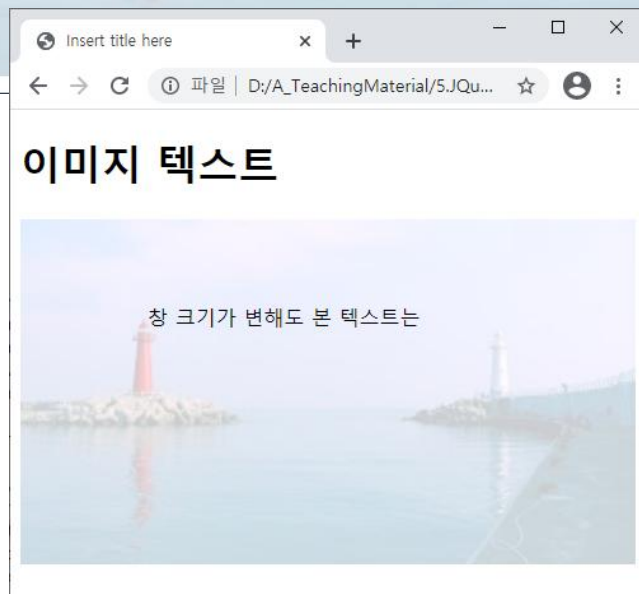 Insert title here
파일 | D:/A_TeachingMaterial/5.JQu...
이미지 텍스트
창 크기가 변해도 본 텍스트는